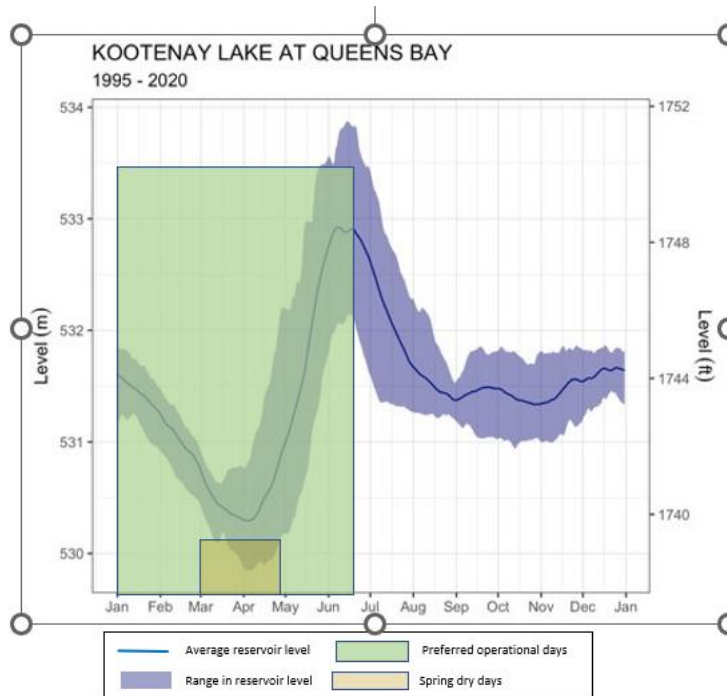 KOOTENAY LAKE AT QUEENS BAY
1995 - 2020
534
533
532
531
530
Level (m)
1752
1748
1744
1740
Level (ft)
Jan Feb Mar Apr May Jun Jul Aug Sep Oct Nov Dec Jan
Average reservoir level
Preferred operational days
Range in reservoir level
Spring dry days